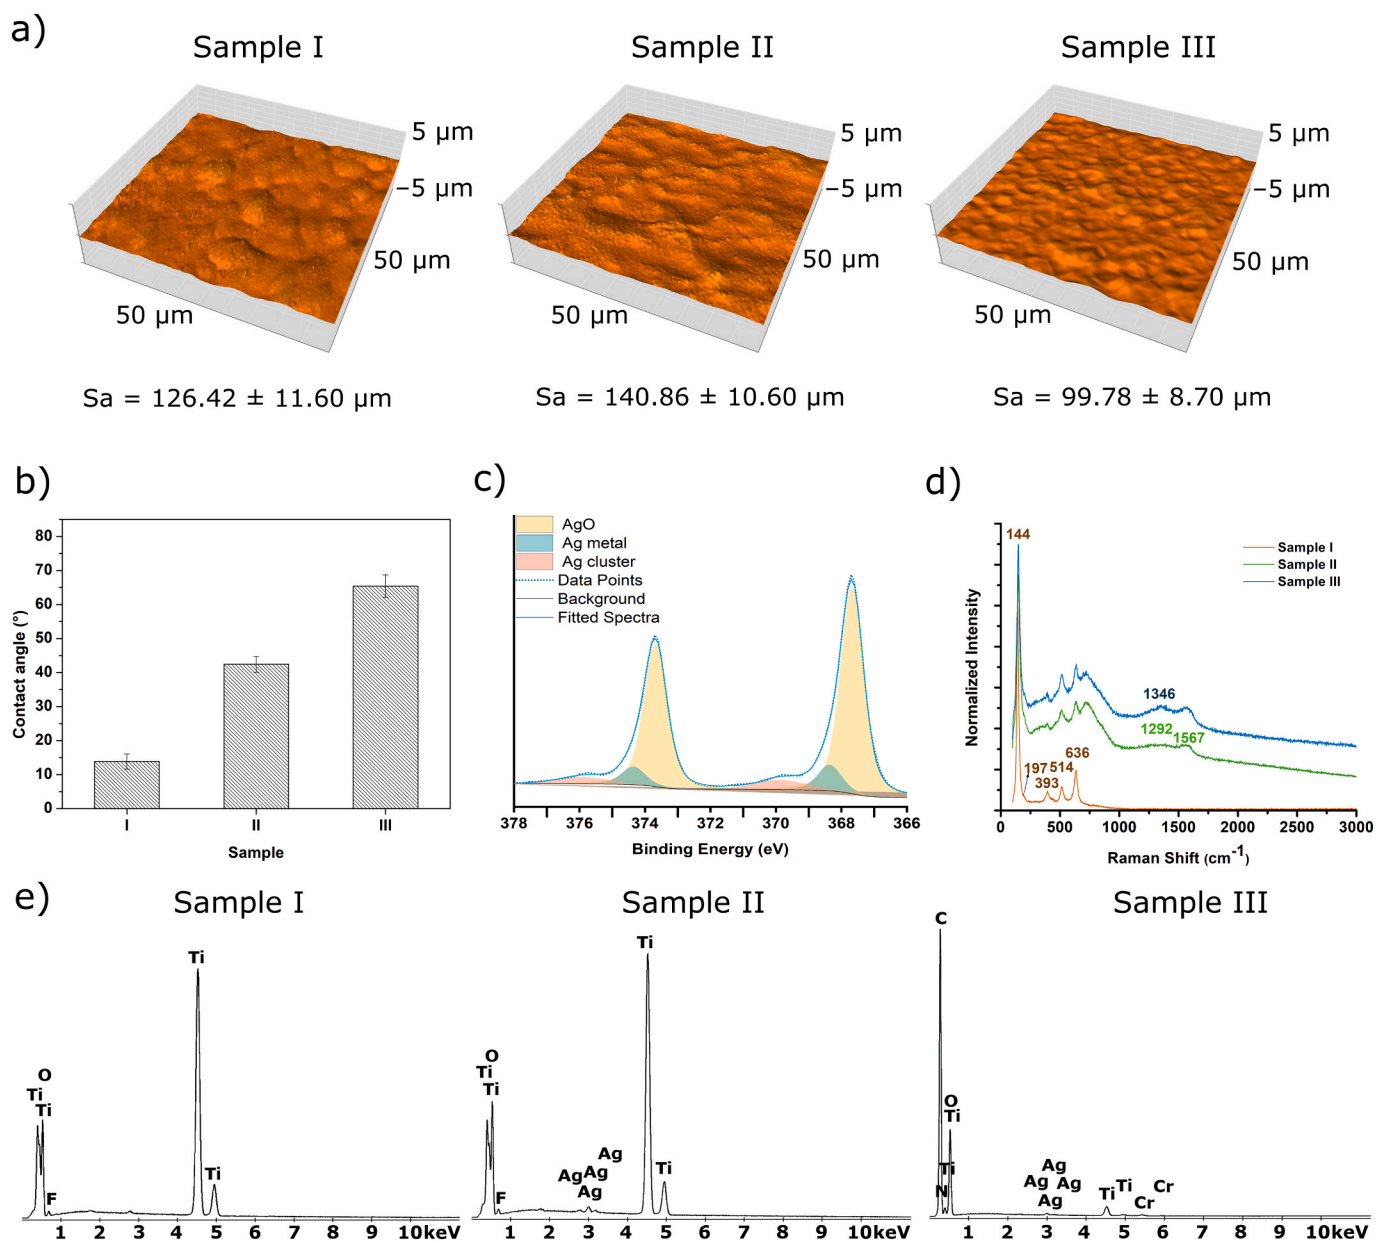 a)
Sample I
Sample II
Sample III
5 µm
−5 µm
50 µm
50 µm
5 µm
−5 µm
50 µm
50 µm
5 µm
−5 µm
50 µm
50 µm
Sa = 126.42 ± 11.60 µm
Sa = 140.86 ± 10.60 µm
Sa = 99.78 ± 8.70 µm
b)
Contact angle (°)
80
70
60
50
40
30
20
10
0
I
II
III
Sample
c)
AgO
Ag metal
Ag cluster
Data Points
Background
Fitted Spectra
378
376
374
372
370
368
366
Binding Energy (eV)
d)
Normalized Intensity
144
Sample I
Sample II
Sample III
1346
1292
1567
636
197
514
393
0
500
1000
1500
2000
2500
3000
Raman Shift (cm⁻¹)
e)
Sample I
Ti
O
Ti
Ti
F
Ti
1 2 3 4 5 6 7 8 9 10keV
Sample II
Ti
O
Ti
Ti
F
Ag
Ag
Ag
Ag
Ti
1 2 3 4 5 6 7 8 9 10keV
Sample III
C
O
Ti
Ti
N
Ag
Ag
Ag
Ag
Ti
Ti
Cr
Cr
1 2 3 4 5 6 7 8 9 10keV